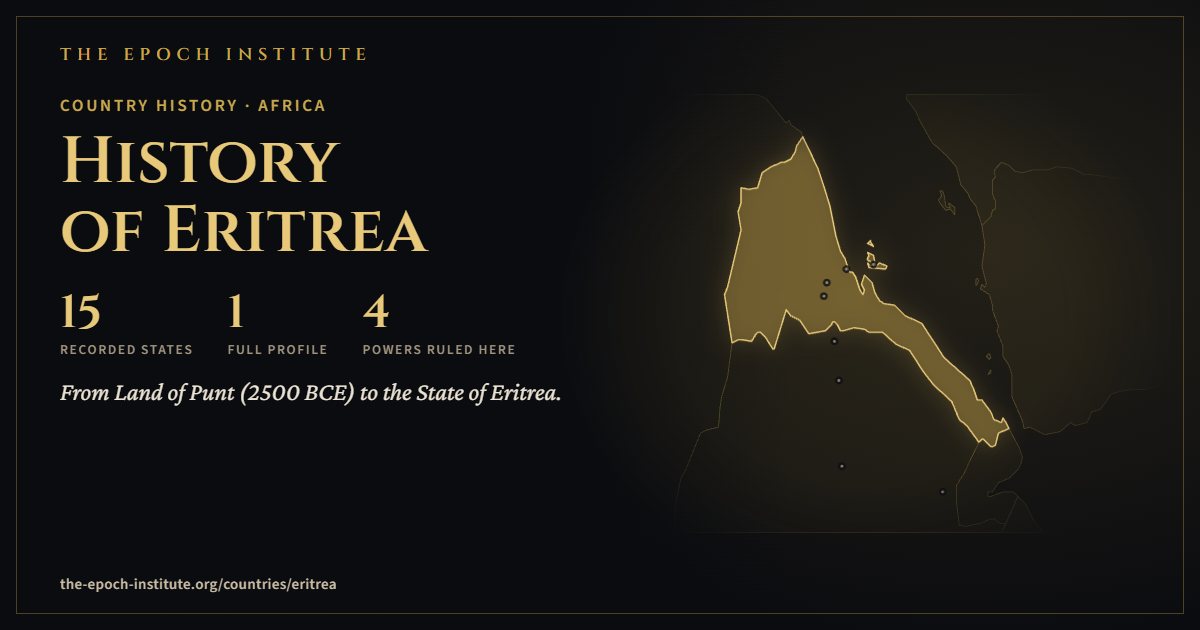 THE EPOCH INSTITUTE
COUNTRY HISTORY · AFRICA
HISTORY
OF ERITREA
15 1 4
RECORDED STATES FULL PROFILE POWERS RULED HERE
From Land of Punt (2500 BCE) to the State of Eritrea.
the-epoch-institute.org/countries/eritrea